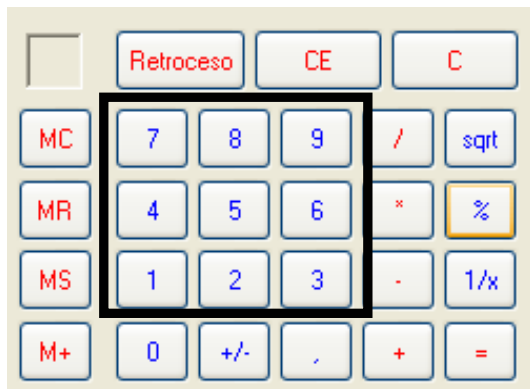 Retroceso CE C
MC 7 8 9 / sqrt
MR 4 5 6 * %
MS 1 2 3 - 1/x
M+ 0 +/- , + =